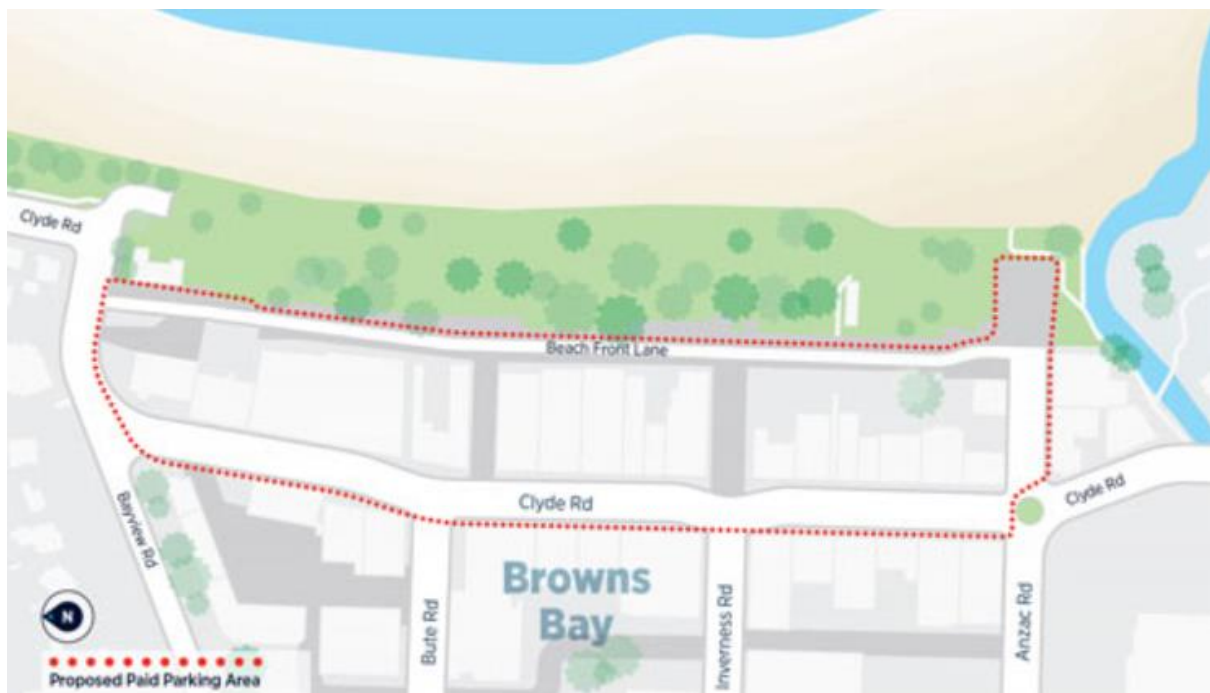 Clyde Rd
Beach Front Lane
Clyde Rd
Clyde Rd
Bayview Rd
Browns
Bay
Bute Rd
Inverness Rd
Anzac Rd
N
Proposed Paid Parking Area